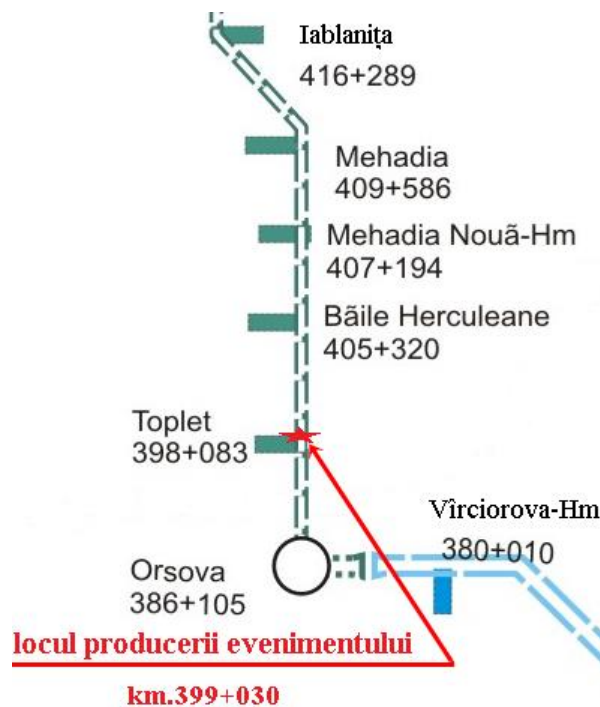 Iablanița
416+289
Mehadia
409+586
Mehadia Nouã-Hm
407+194
Bãile Herculeane
405+320
Toplet
398+083
Vîrciorova-Hm
380+010
Orsova
386+105
locul producerii evenimentului
km.399+030